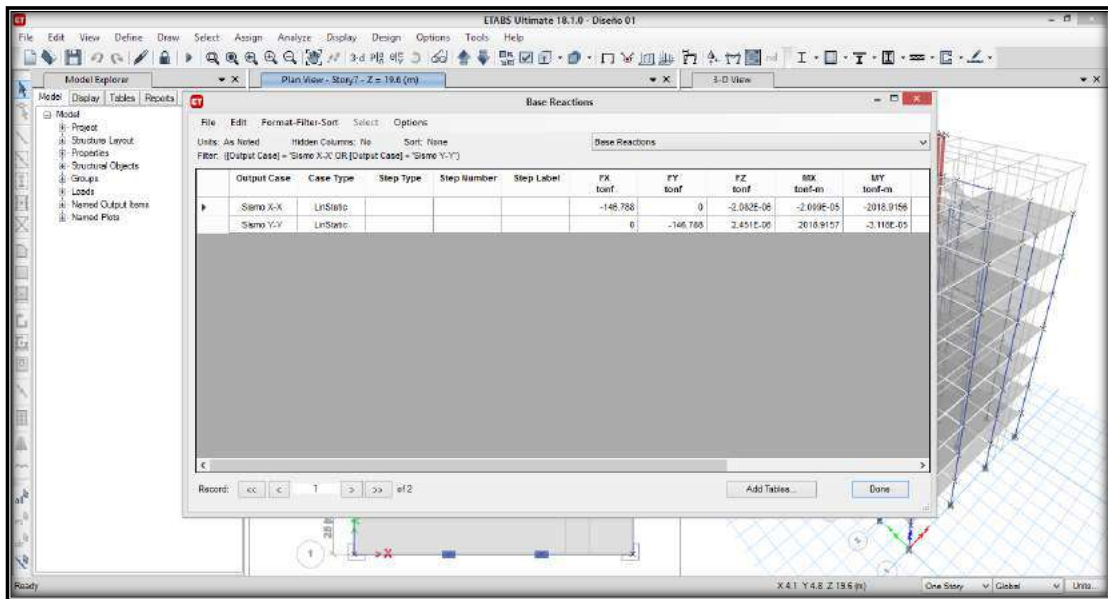 ETABS Ultimate 18.1.0 - Diseño 01
File Edit View Define Draw Select Assign Analyze Display Design Options Tools Help
Model Explorer
Plan View - Story7 - Z = 19.6 (m)
3-D View
Model Display Tables Reports
Model
Project
Structure Layout
Properties
Structural Objects
Groups
Loads
Named Output Items
Named Plots
Base Reactions
File Edit Format-Filter-Sort Select Options
Units: As Noted Hidden Columns: No Sort: None
Base Reactions
Filter: ([Output Case] = 'Sismo X-X' OR [Output Case] = 'Sismo Y-Y')
Output Case Case Type Step Type Step Number Step Label FX tonf FY tonf FZ tonf MX tonf-m MY tonf-m
Sismo X-X LinStatic -146.788 0 -2.082E-06 -2.009E-05 -2018.9156
Sismo Y-Y LinStatic 0 -146.788 2.451E-06 2018.9157 -3.118E-05
Record: << < 1 > >> of 2
Add Tables...
Done
1
X
Ready
X 4.1 Y 4.8 Z 19.6 (m)
One Story
Global
Units...